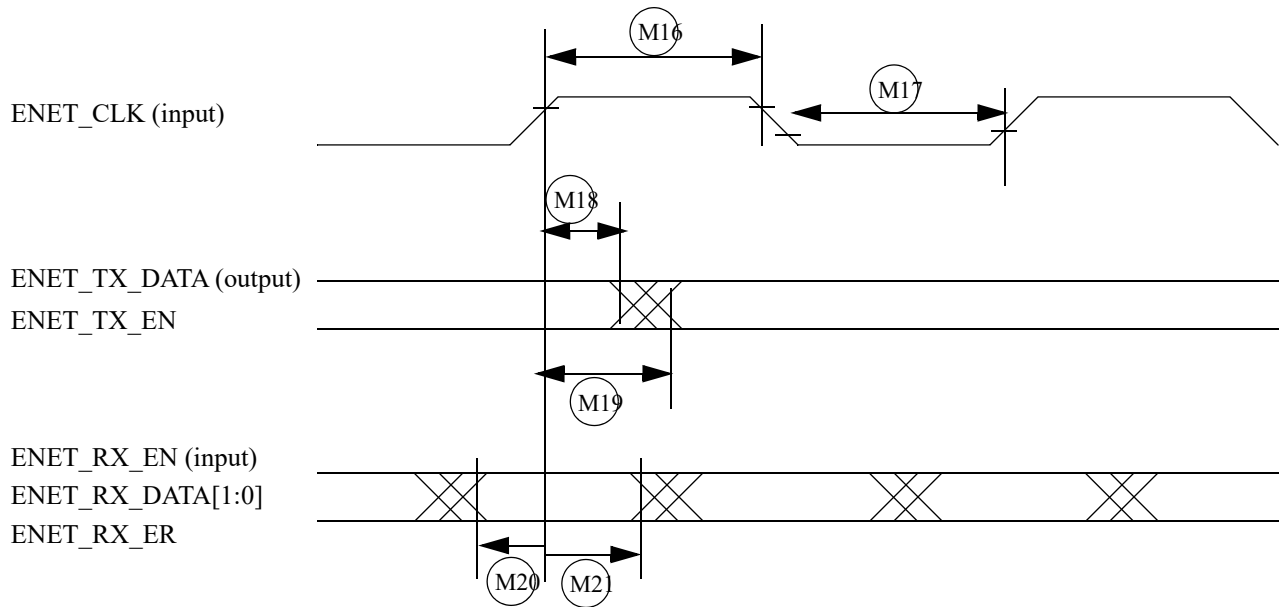 M16
M17
ENET_CLK (input)
M18
ENET_TX_DATA (output)
ENET_TX_EN
M19
ENET_RX_EN (input)
ENET_RX_DATA[1:0]
ENET_RX_ER
M20
M21